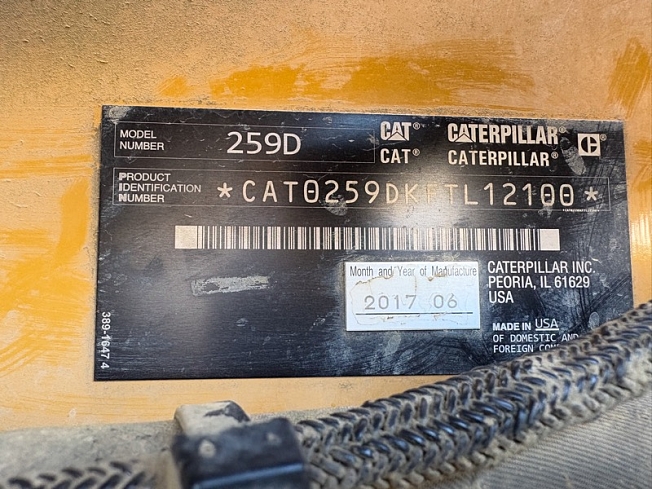 MODEL NUMBER 259D CAT® CATERPILLAR®
CAT® CATERPILLAR®
PRODUCT IDENTIFICATION NUMBER *CAT0259DKFTL12100*
Month and Year of Manufacture
2017 06
CATERPILLAR INC.
PEORIA, IL 61629
USA
MADE IN USA
OF DOMESTIC AND
FOREIGN
389-1647 4